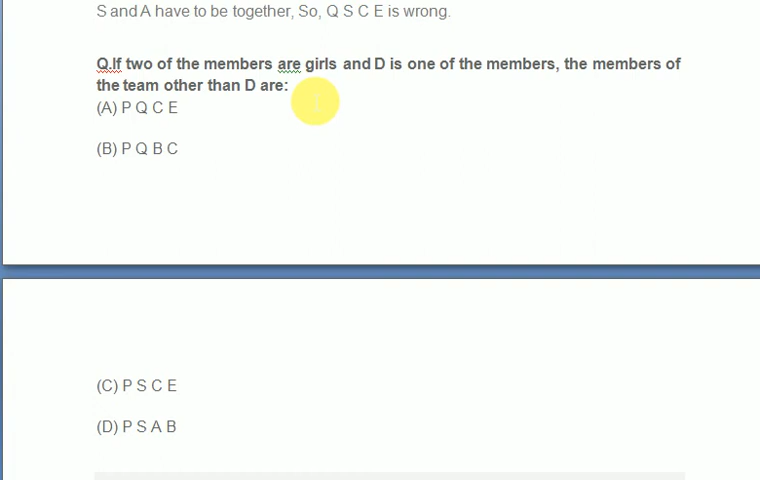 S and A have to be together, So, Q S C E is wrong.
Q.If two of the members are girls and D is one of the members, the members of
the team other than D are:
(A) P Q C E
(B) P Q B C
(C) P S C E
(D) P S A B